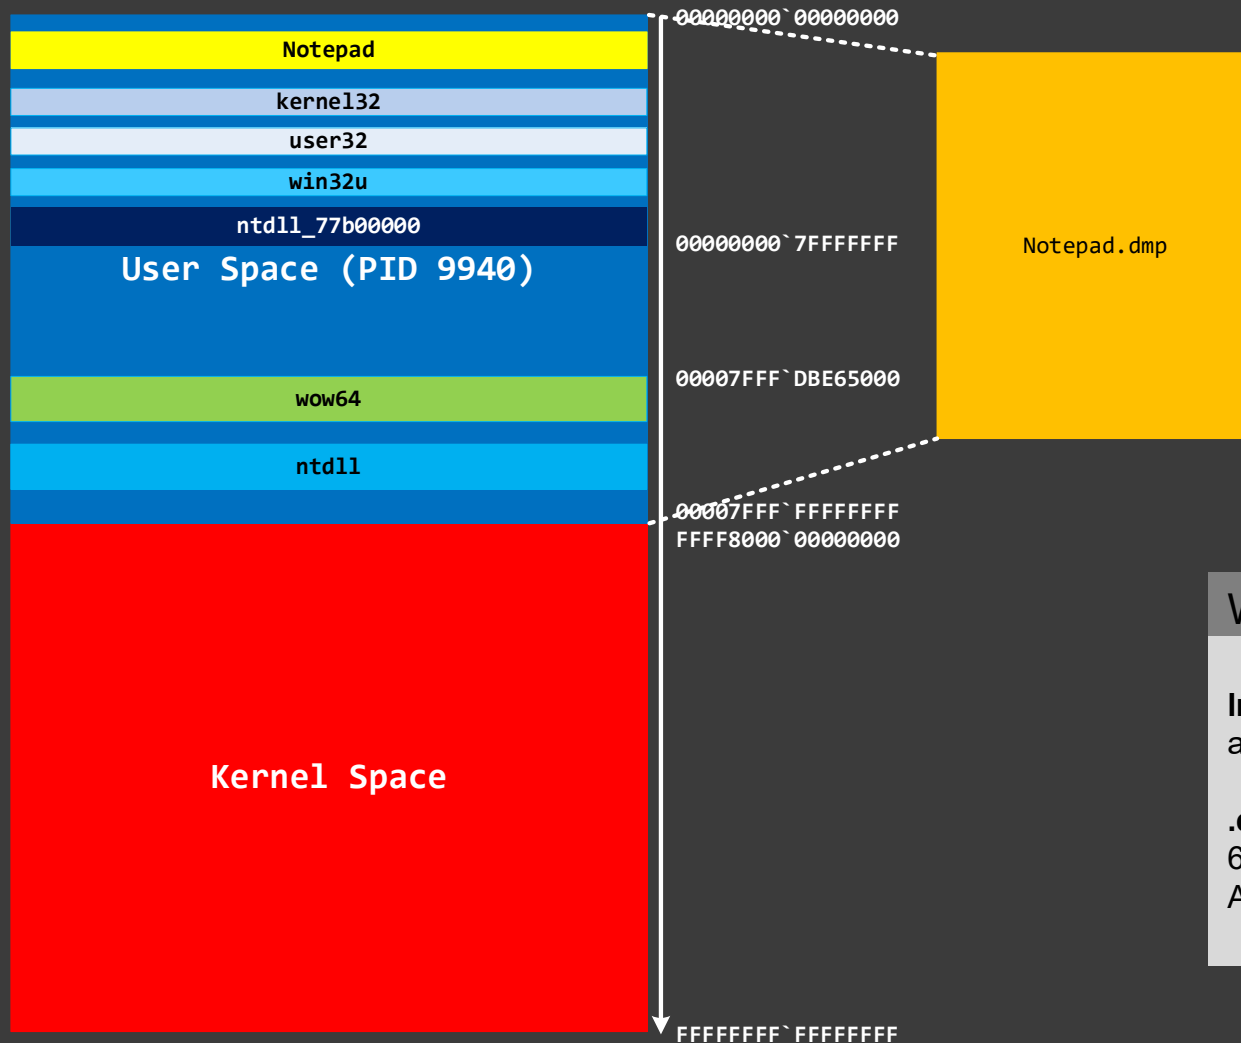 00000000`00000000
Notepad
kernel32
user32
win32u
ntdll_77b00000
00000000`7FFFFFFF
Notepad.dmp
User Space (PID 9940)
00007FFF`DBE65000
wow64
ntdll
00007FFF`FFFFFFFF
FFFF8000`00000000
Kernel Space
FFFFFFFF`FFFFFFFF